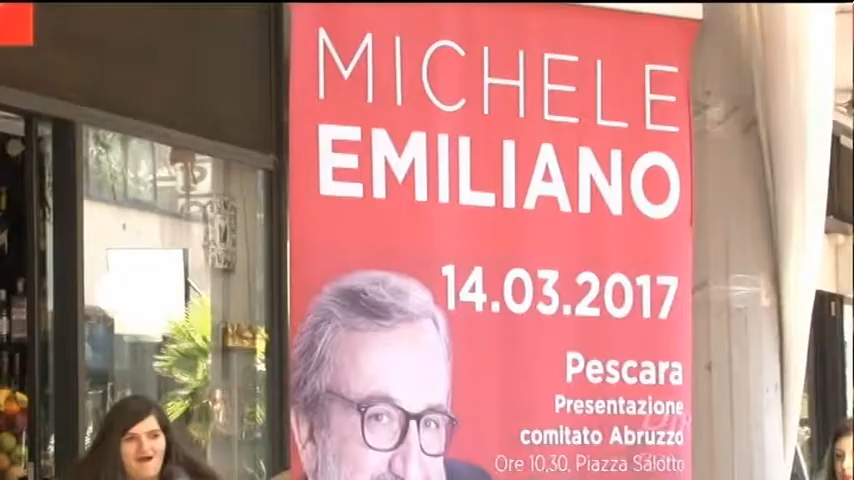 MICHELE
EMILIANO
14.03.2017
Pescara
Presentazione
comitato Abruzzo
Ore 10,30, Piazza Salotto